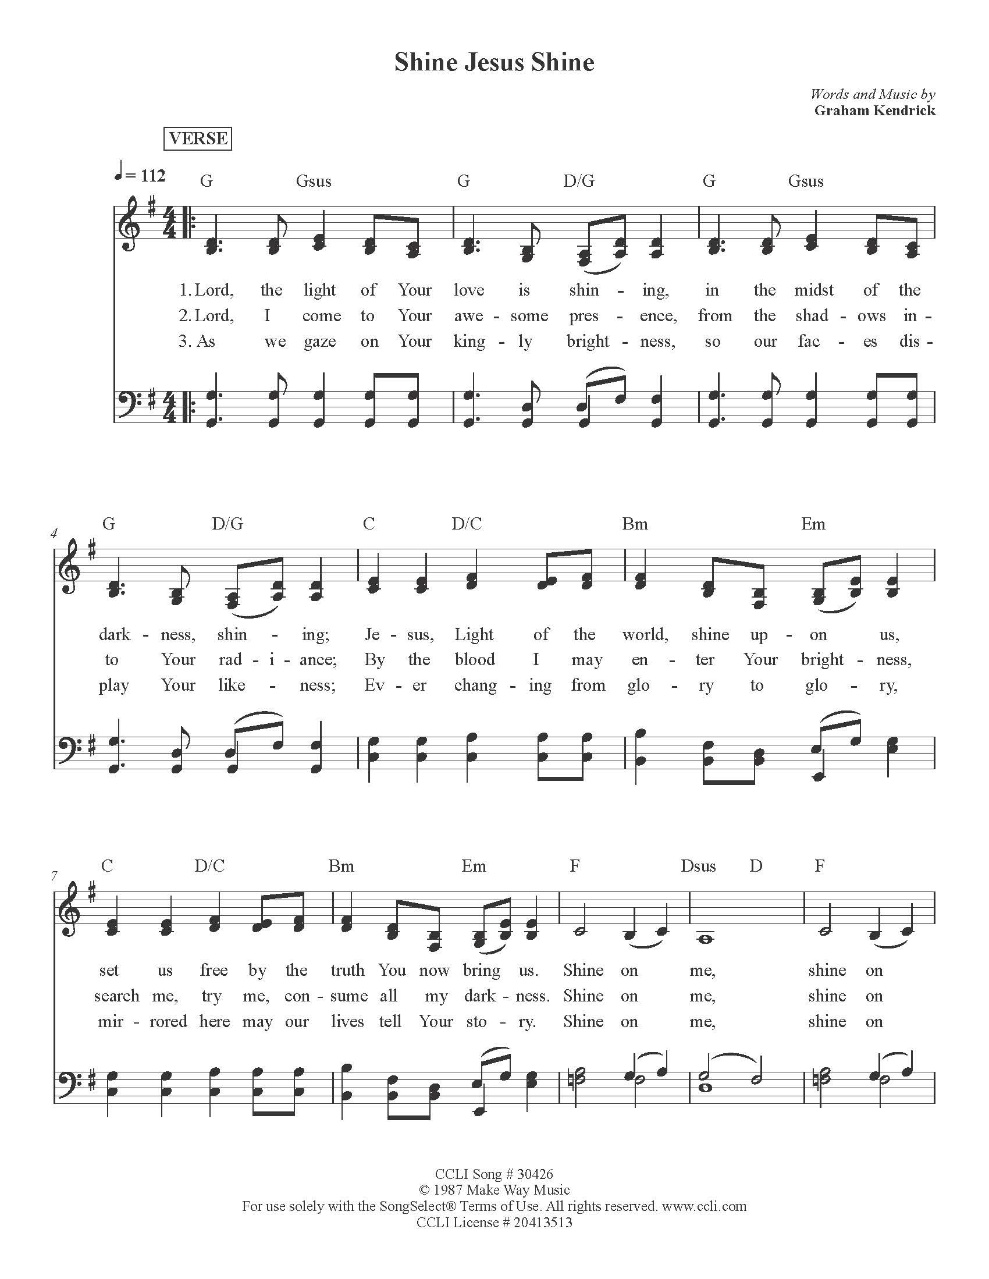 Shine Jesus Shine
Words and Music by
Graham Kendrick
VERSE
♩ = 112
G Gsus G D/G G Gsus
1. Lord, the light of Your love is shin - ing, in the midst of the
2. Lord, I come to Your awe - some pres - ence, from the shad - ows in -
3. As we gaze on Your king - ly bright - ness, so our fac - es dis -
4
G D/G C D/C Bm Em
dark - ness, shin - ing; Je - sus, Light of the world, shine up - on us,
to Your rad - i - ance; By the blood I may en - ter Your bright - ness,
play Your like - ness; Ev - er chang - ing from glo - ry to glo - ry,
7
C D/C Bm Em F Dsus D F
set us free by the truth You now bring us. Shine on me, shine on
search me, try me, con - sume all my dark - ness. Shine on me, shine on
mir - rored here may our lives tell Your sto - ry. Shine on me, shine on
CCLI Song # 30426
© 1987 Make Way Music
For use solely with the SongSelect® Terms of Use. All rights reserved. www.ccli.com
CCLI License # 20413513